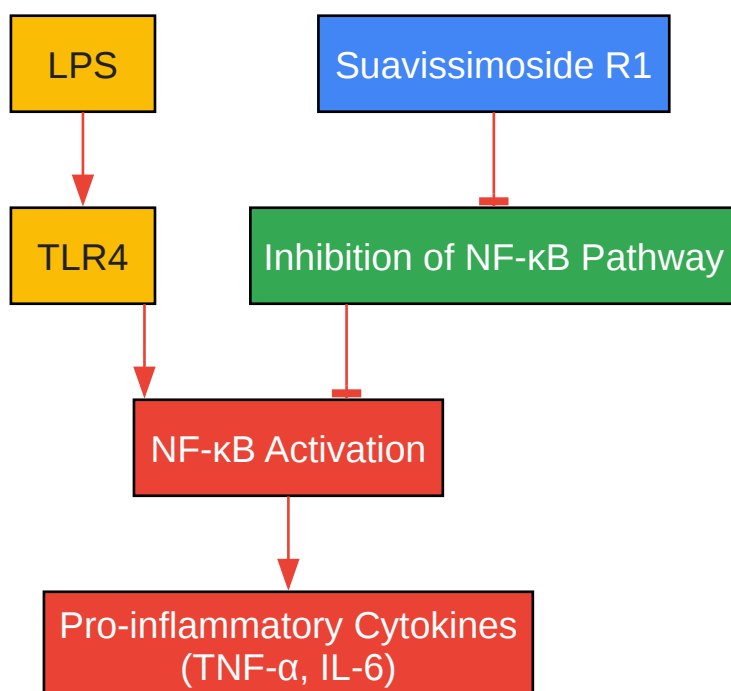 LPS
Suavissimoside R1
TLR4
Inhibition of NF-κB Pathway
NF-κB Activation
Pro-inflammatory Cytokines
(TNF-α, IL-6)